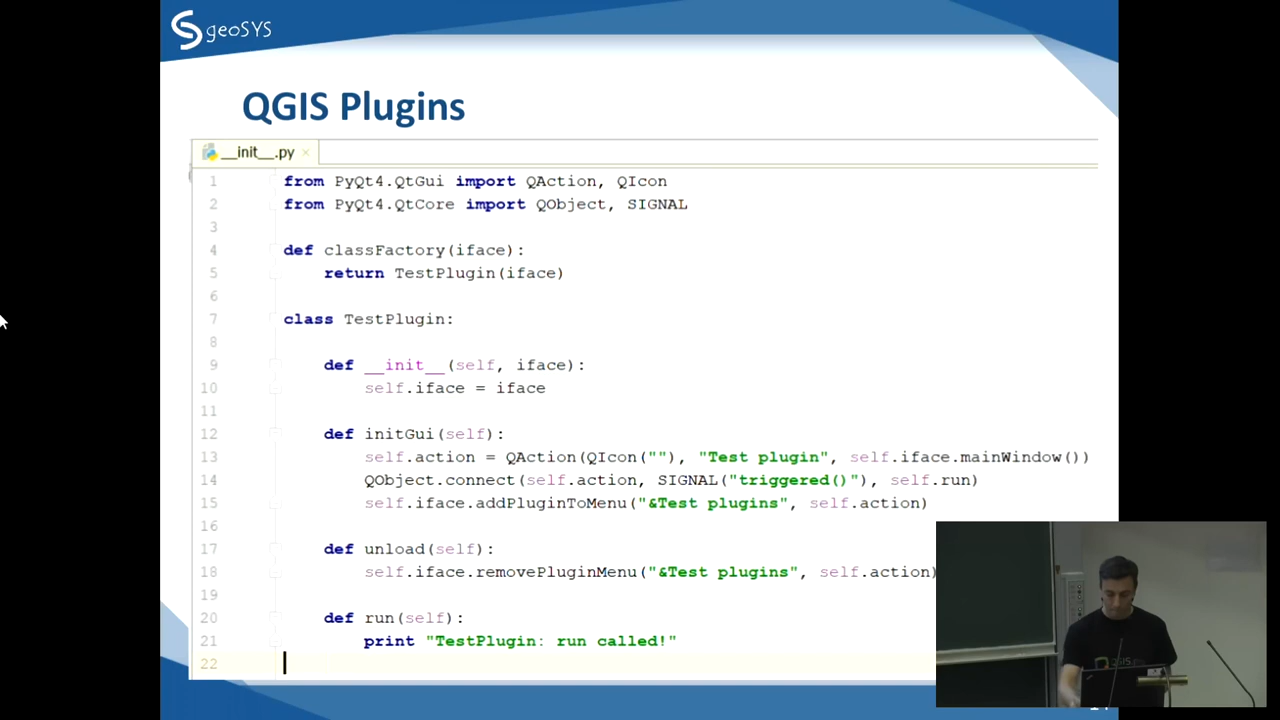 geoSYS
QGIS Plugins
__init__.py
1 from PyQt4.QtGui import QAction, QIcon
2 from PyQt4.QtCore import QObject, SIGNAL
3
4 def classFactory(iface):
5 return TestPlugin(iface)
6
7 class TestPlugin:
8
9 def __init__(self, iface):
10 self.iface = iface
11
12 def initGui(self):
13 self.action = QAction(QIcon(""), "Test plugin", self.iface.mainWindow())
14 QObject.connect(self.action, SIGNAL("triggered()"), self.run)
15 self.iface.addPluginToMenu("&Test plugins", self.action)
16
17 def unload(self):
18 self.iface.removePluginMenu("&Test plugins", self.action)
19
20 def run(self):
21 print "TestPlugin: run called!"
22
QGIS